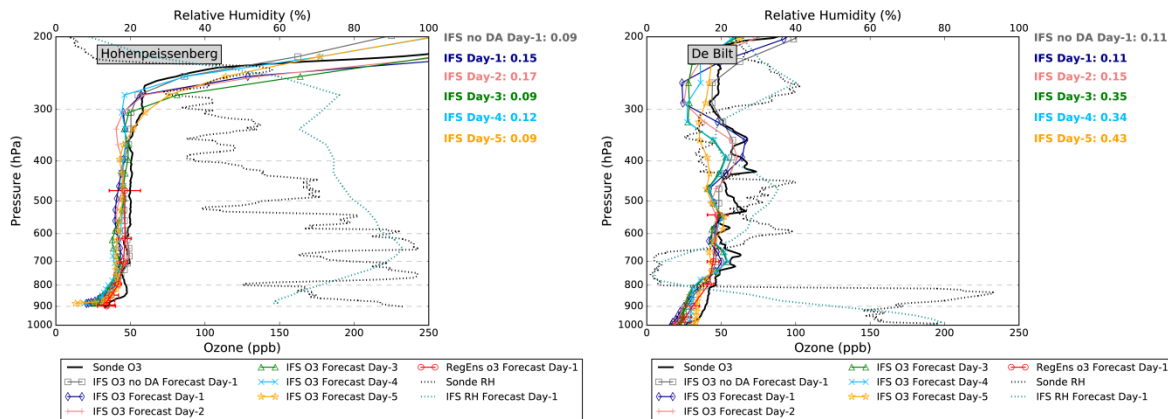 Relative Humidity (%)
0 20 40 60 80 100
Hohenpeissenberg
Pressure (hPa)
200
300
400
500
600
700
800
900
1000
0 50 100 150 200 250
Ozone (ppb)
IFS no DA Day-1: 0.09
IFS Day-1: 0.15
IFS Day-2: 0.17
IFS Day-3: 0.09
IFS Day-4: 0.12
IFS Day-5: 0.09
Sonde O3
IFS O3 no DA Forecast Day-1
IFS O3 Forecast Day-1
IFS O3 Forecast Day-2
IFS O3 Forecast Day-3
IFS O3 Forecast Day-4
IFS O3 Forecast Day-5
RegEns o3 Forecast Day-1
Sonde RH
IFS RH Forecast Day-1
Relative Humidity (%)
0 20 40 60 80 100
De Bilt
Pressure (hPa)
200
300
400
500
600
700
800
900
1000
0 50 100 150 200 250
Ozone (ppb)
IFS no DA Day-1: 0.11
IFS Day-1: 0.11
IFS Day-2: 0.15
IFS Day-3: 0.35
IFS Day-4: 0.34
IFS Day-5: 0.43
Sonde O3
IFS O3 no DA Forecast Day-1
IFS O3 Forecast Day-1
IFS O3 Forecast Day-2
IFS O3 Forecast Day-3
IFS O3 Forecast Day-4
IFS O3 Forecast Day-5
RegEns o3 Forecast Day-1
Sonde RH
IFS RH Forecast Day-1